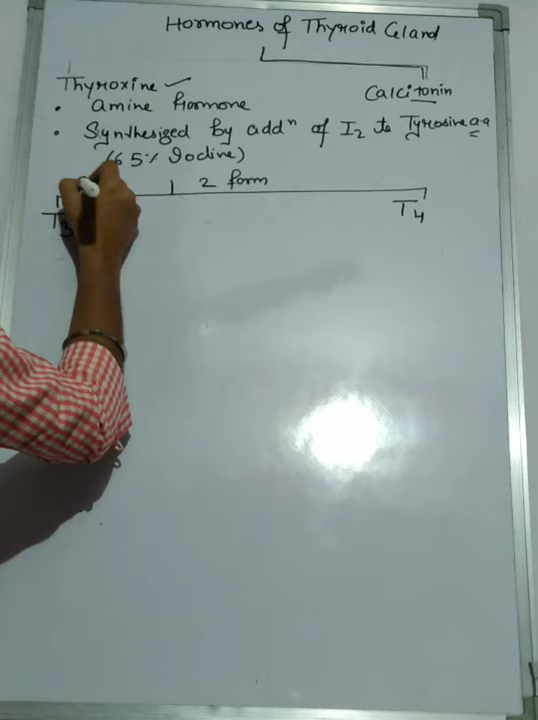 Hormones of Thyroid Gland
Thyroxine ✓
Calcitonin
• amine Hormone
• Synthesized by addⁿ of I₂ to Tyrosine a.a
(65% Iodine)
2 form
T₃
T₄